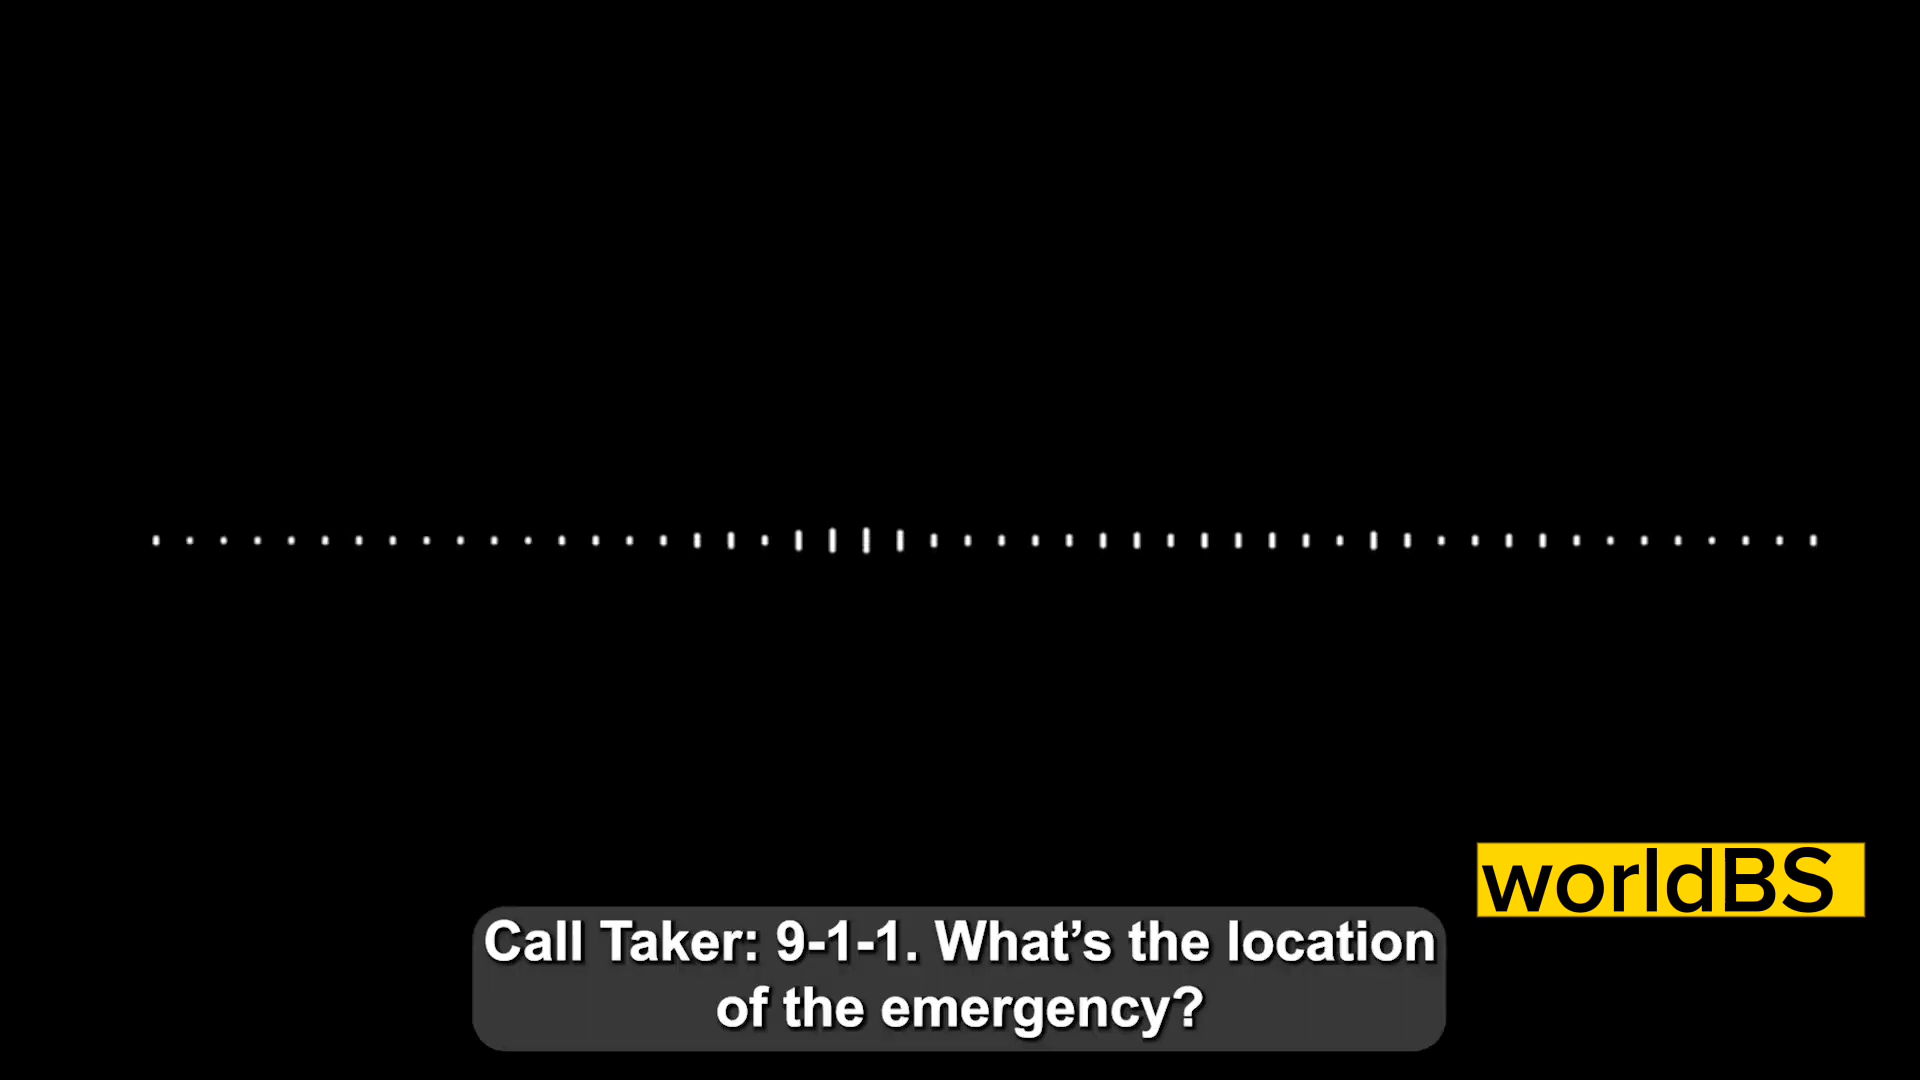 worldBS
Call Taker: 9-1-1. What’s the location
of the emergency?